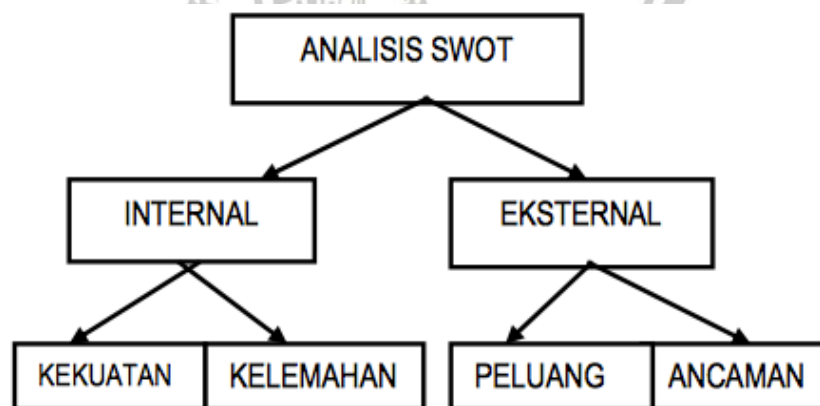 ANALISIS SWOT
INTERNAL
EKSTERNAL
KEKUATAN
KELEMAHAN
PELUANG
ANCAMAN